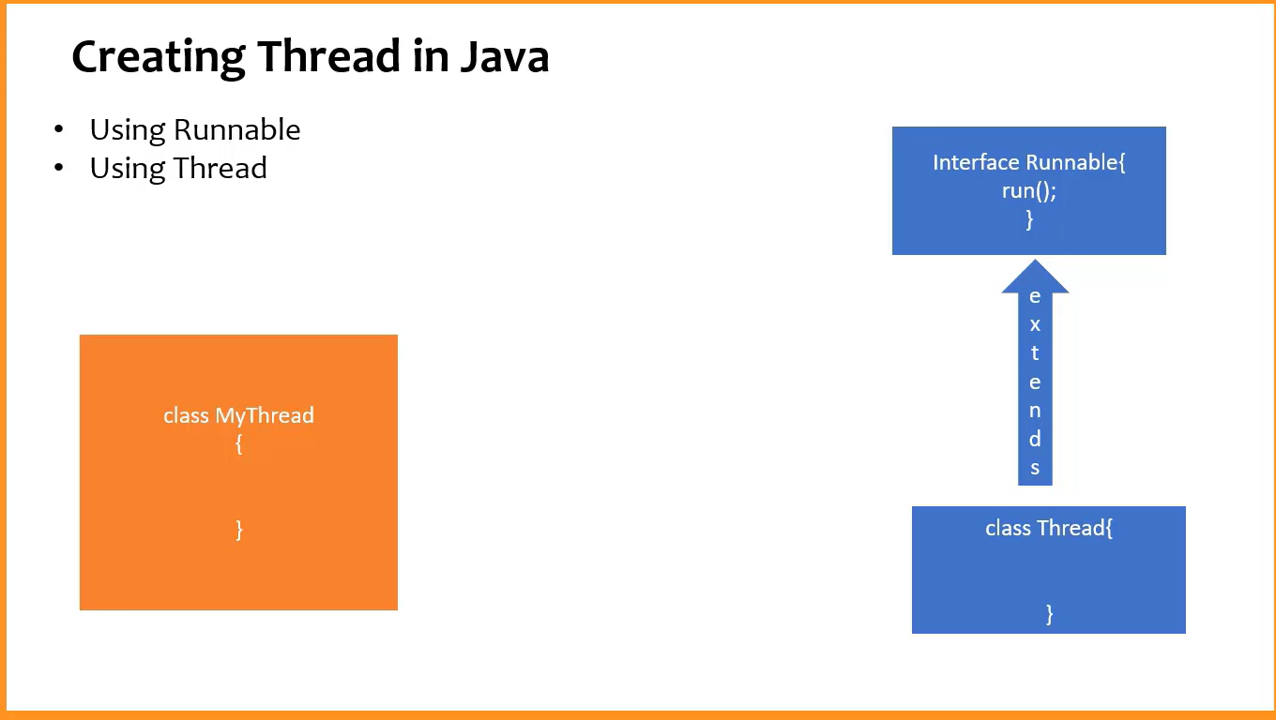 Creating Thread in Java
• Using Runnable
• Using Thread
Interface Runnable{
run();
}
e
x
t
e
n
d
s
class MyThread
{
}
class Thread{
}